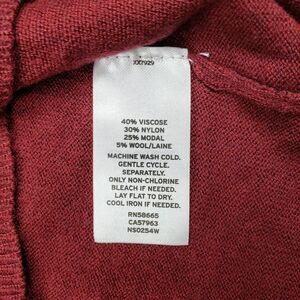 40% VISCOSE
30% NYLON
25% MODAL
5% WOOL/LAINE
MACHINE WASH COLD.
GENTLE CYCLE.
SEPARATELY.
ONLY NON-CHLORINE
BLEACH IF NEEDED.
LAY FLAT TO DRY.
COOL IRON IF NEEDED.
RN58665
CA57963
NS0254W